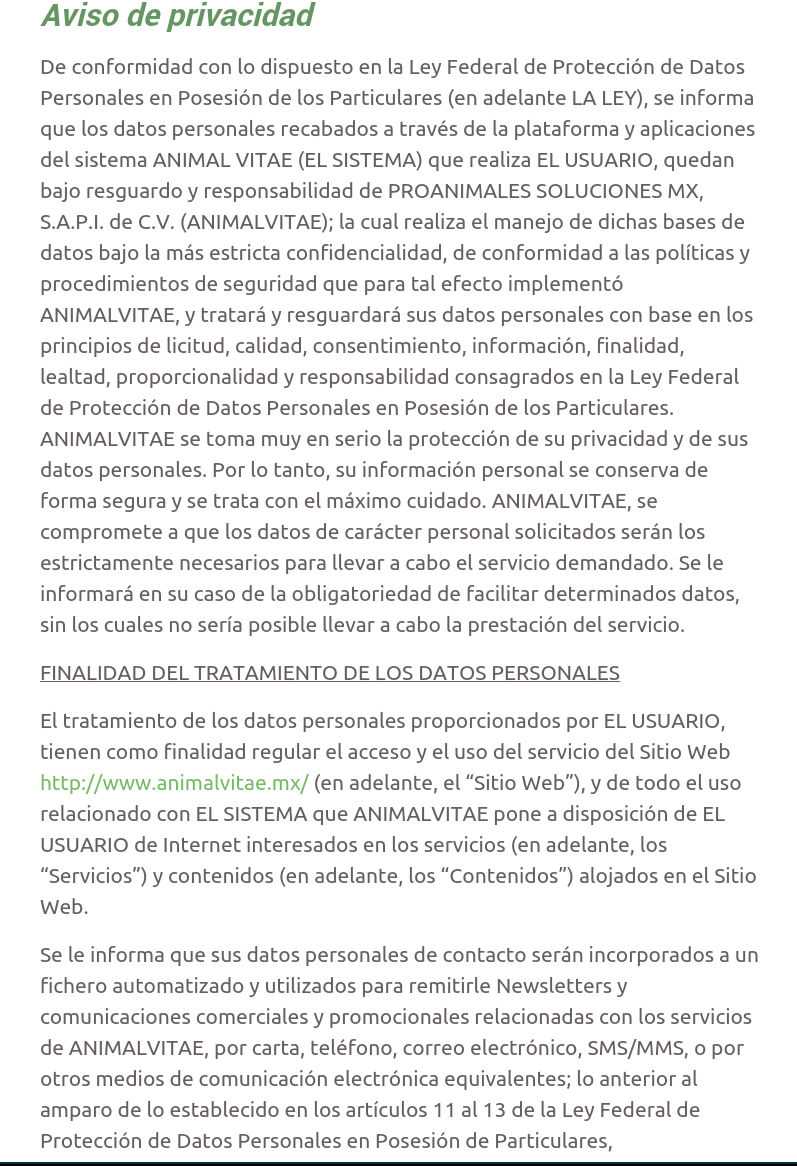 Aviso de privacidad
De conformidad con lo dispuesto en la Ley Federal de Protección de Datos
Personales en Posesión de los Particulares (en adelante LA LEY), se informa
que los datos personales recabados a través de la plataforma y aplicaciones
del sistema ANIMAL VITAE (EL SISTEMA) que realiza EL USUARIO, quedan
bajo resguardo y responsabilidad de PROANIMALES SOLUCIONES MX,
S.A.P.I. de C.V. (ANIMALVITAE); la cual realiza el manejo de dichas bases de
datos bajo la más estricta confidencialidad, de conformidad a las políticas y
procedimientos de seguridad que para tal efecto implementó
ANIMALVITAE, y tratará y resguardará sus datos personales con base en los
principios de licitud, calidad, consentimiento, información, finalidad,
lealtad, proporcionalidad y responsabilidad consagrados en la Ley Federal
de Protección de Datos Personales en Posesión de los Particulares.
ANIMALVITAE se toma muy en serio la protección de su privacidad y de sus
datos personales. Por lo tanto, su información personal se conserva de
forma segura y se trata con el máximo cuidado. ANIMALVITAE, se
compromete a que los datos de carácter personal solicitados serán los
estrictamente necesarios para llevar a cabo el servicio demandado. Se le
informará en su caso de la obligatoriedad de facilitar determinados datos,
sin los cuales no sería posible llevar a cabo la prestación del servicio.
FINALIDAD DEL TRATAMIENTO DE LOS DATOS PERSONALES
El tratamiento de los datos personales proporcionados por EL USUARIO,
tienen como finalidad regular el acceso y el uso del servicio del Sitio Web
http://www.animalvitae.mx/ (en adelante, el “Sitio Web”), y de todo el uso
relacionado con EL SISTEMA que ANIMALVITAE pone a disposición de EL
USUARIO de Internet interesados en los servicios (en adelante, los
“Servicios”) y contenidos (en adelante, los “Contenidos”) alojados en el Sitio
Web.
Se le informa que sus datos personales de contacto serán incorporados a un
fichero automatizado y utilizados para remitirle Newsletters y
comunicaciones comerciales y promocionales relacionadas con los servicios
de ANIMALVITAE, por carta, teléfono, correo electrónico, SMS/MMS, o por
otros medios de comunicación electrónica equivalentes; lo anterior al
amparo de lo establecido en los artículos 11 al 13 de la Ley Federal de
Protección de Datos Personales en Posesión de Particulares,